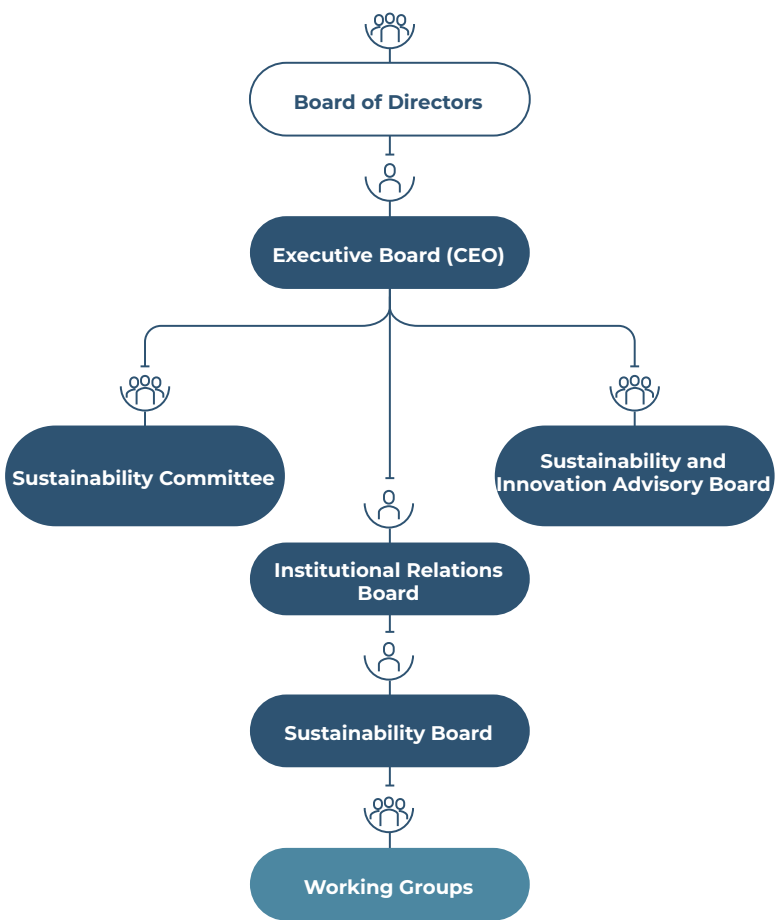 Board of Directors
Executive Board (CEO)
Sustainability Committee
Sustainability and
Innovation Advisory Board
Institutional Relations
Board
Sustainability Board
Working Groups